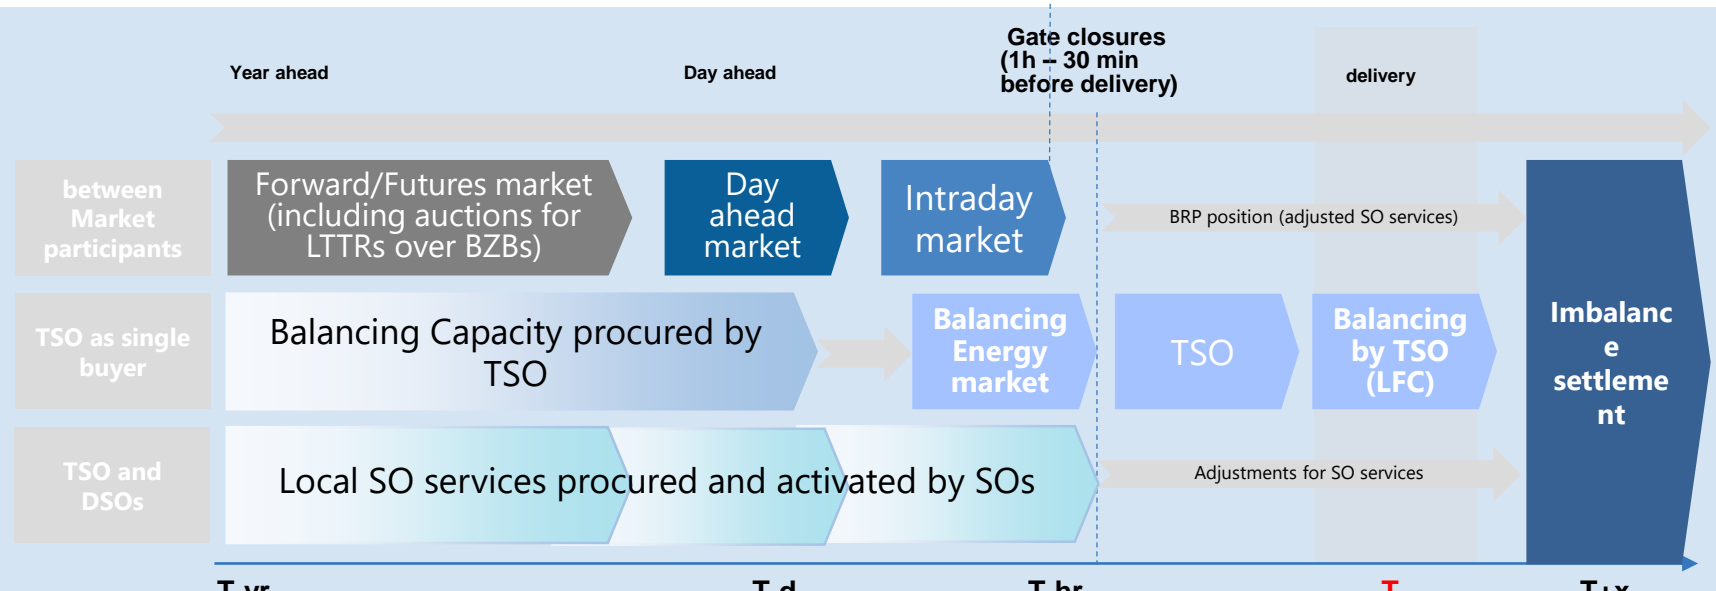 Year ahead
Day ahead
Gate closures
(1h – 30 min
before delivery)
delivery
between
Market
participants
Forward/Futures market
(including auctions for
LTTRs over BZBs)
Day
ahead
market
Intraday
market
BRP position (adjusted SO services)
TSO as single
buyer
Balancing Capacity procured by
TSO
Balancing
Energy
market
TSO
Balancing
by TSO
(LFC)
Imbalanc
e
settleme
nt
TSO and
DSOs
Local SO services procured and activated by SOs
Adjustments for SO services
T-yr
T-d
T-hr
T
T+x